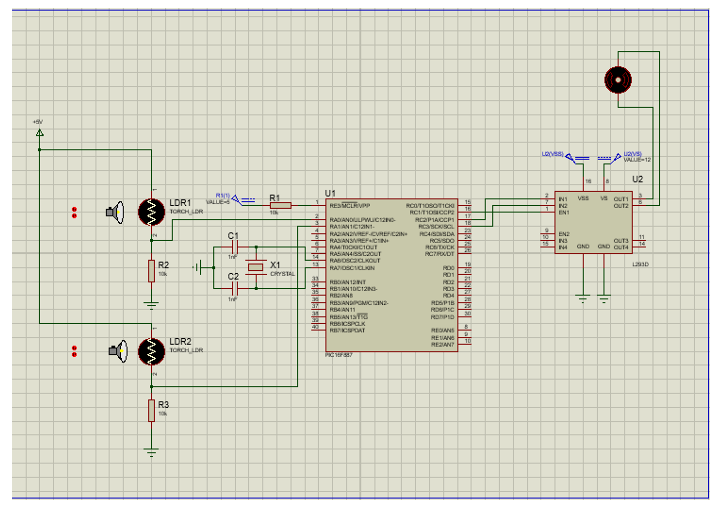 +5V
LDR1
TORCH_LDR
1
2
R2
10k
LDR2
TORCH_LDR
1
2
R3
10k
R1(1)
VALUE=5
R1
10k
C1
1nF
C2
1nF
X1
CRYSTAL
U1
1 RE3/MCLR/VPP
2 RA0/AN0/ULPWU/C12IN0-
3 RA1/AN1/C12IN1-
4 RA2/AN2/VREF-/CVREF/C2IN+
5 RA3/AN3/VREF+/C1IN+
6 RA4/T0CKI/C1OUT
7 RA5/AN4/SS/C2OUT
14 RA6/OSC2/CLKOUT
13 RA7/OSC1/CLKIN
33 RB0/AN12/INT
34 RB1/AN10/C12IN3-
35 RB2/AN8
36 RB3/AN9/PGM/C12IN2-
37 RB4/AN11
38 RB5/AN13/T1G
39 RB6/ICSPCLK
40 RB7/ICSPDAT
RC0/T1OSO/T1CKI 15
RC1/T1OSI/CCP2 16
RC2/P1A/CCP1 17
RC3/SCK/SCL 18
RC4/SDI/SDA 23
RC5/SDO 24
RC6/TX/CK 25
RC7/RX/DT 26
RD0 19
RD1 20
RD2 21
RD3 22
RD4 27
RD5/P1B 28
RD6/P1C 29
RD7/P1D 30
RE0/AN5 8
RE1/AN6 9
RE2/AN7 10
PIC16F887
U2(VSS)
U2(VS)
VALUE=12
U2
16
8
VSS
VS
2 IN1
7 IN2
1 EN1
9 EN2
10 IN3
15 IN4
OUT1 3
OUT2 6
OUT3 11
OUT4 14
GND
GND
L293D